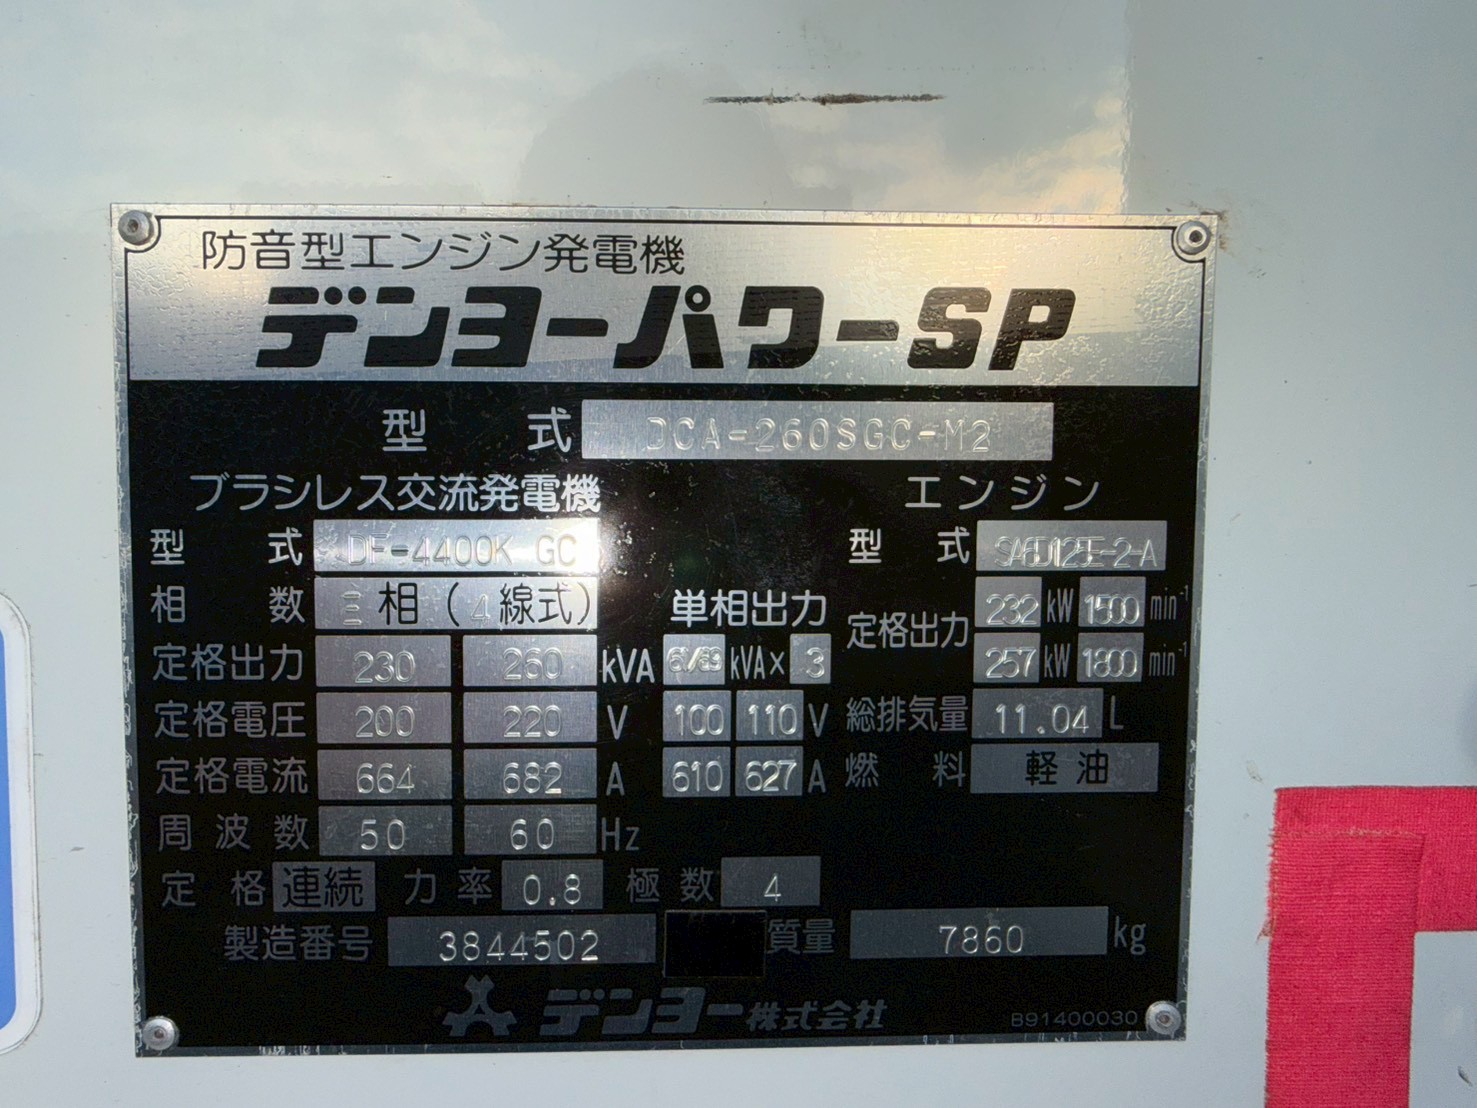 防音型エンジン発電機
デンヨーパワーSP
型式 DCA-260SGC-M2
ブラシレス交流発電機 エンジン
型式 DF-4400K GC 型式 SA6D125E-2-A
相数 三相(4線式) 単相出力 定格出力 232 kW 1500 min-1
定格出力 230 260 kVA 61/69 kVA× 3 257 kW 1800 min-1
定格電圧 200 220 V 100 110 V 総排気量 11.04 L
定格電流 664 682 A 610 627 A 燃料 軽油
周波数 50 60 Hz
定格 連続 力率 0.8 極数 4
製造番号 3844502 質量 7860 kg
デンヨー株式会社 B91400030